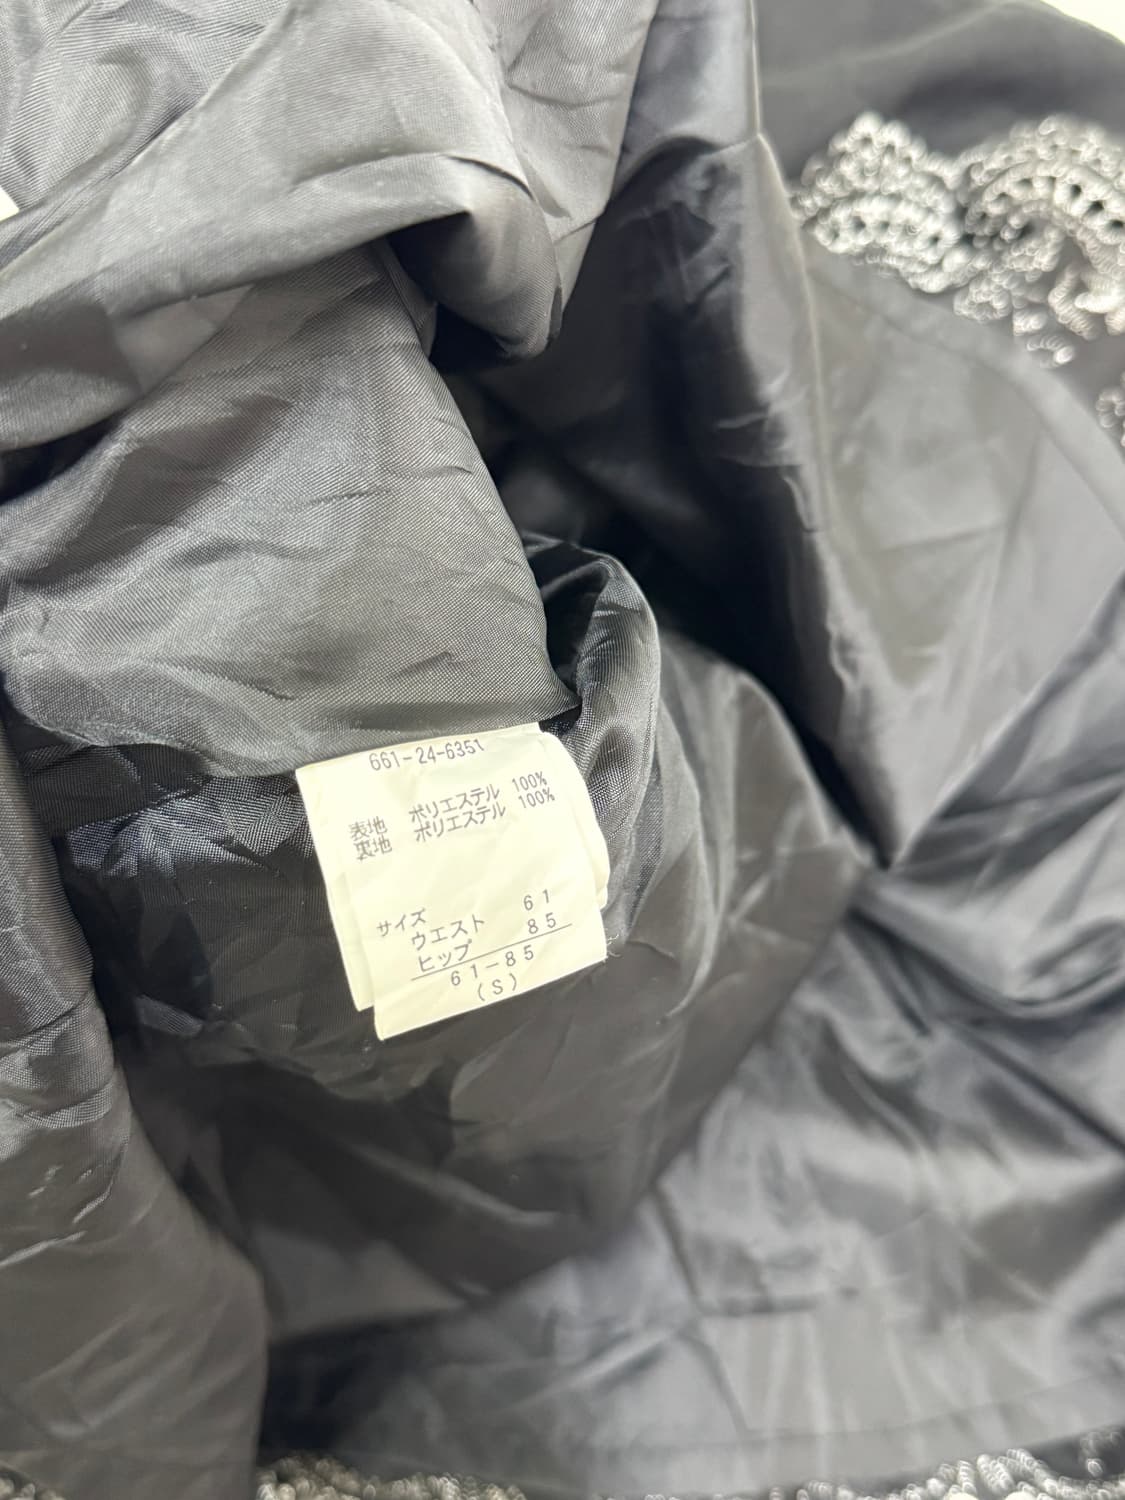 661-24-6351
表地 ポリエステル 100%
裏地 ポリエステル 100%
サイズ
ウエスト 61
ヒップ 85
61-85
(S)